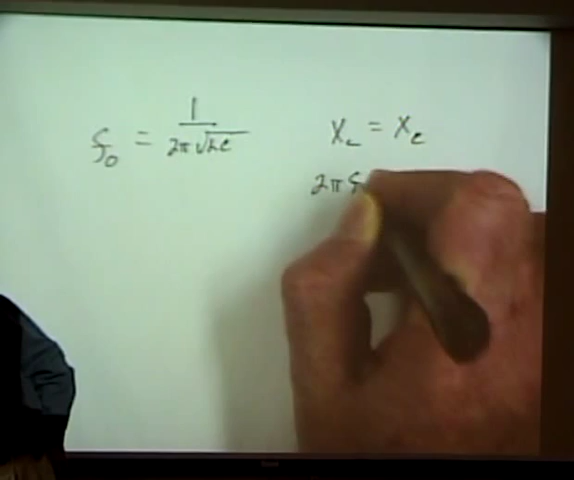 f₀ = 1 / 2π√LC
X_L = X_C
2πf